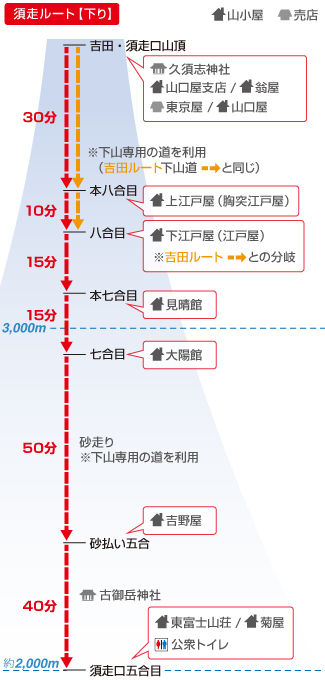 須走ルート【下り】
山小屋 売店
吉田・須走口山頂
久須志神社
山口屋支店 / 翁屋
東京屋 / 山口屋
30分
※下山専用の道を利用
（吉田ルート下山道 と同じ）
本八合目
上江戸屋（胸突江戸屋）
10分
八合目
下江戸屋（江戸屋）
※吉田ルート との分岐
15分
本七合目
見晴館
15分
3,000m
七合目
大陽館
50分
砂走り
※下山専用の道を利用
吉野屋
砂払い五合
古御岳神社
40分
東富士山荘 / 菊屋
公衆トイレ
約2,000m
須走口五合目